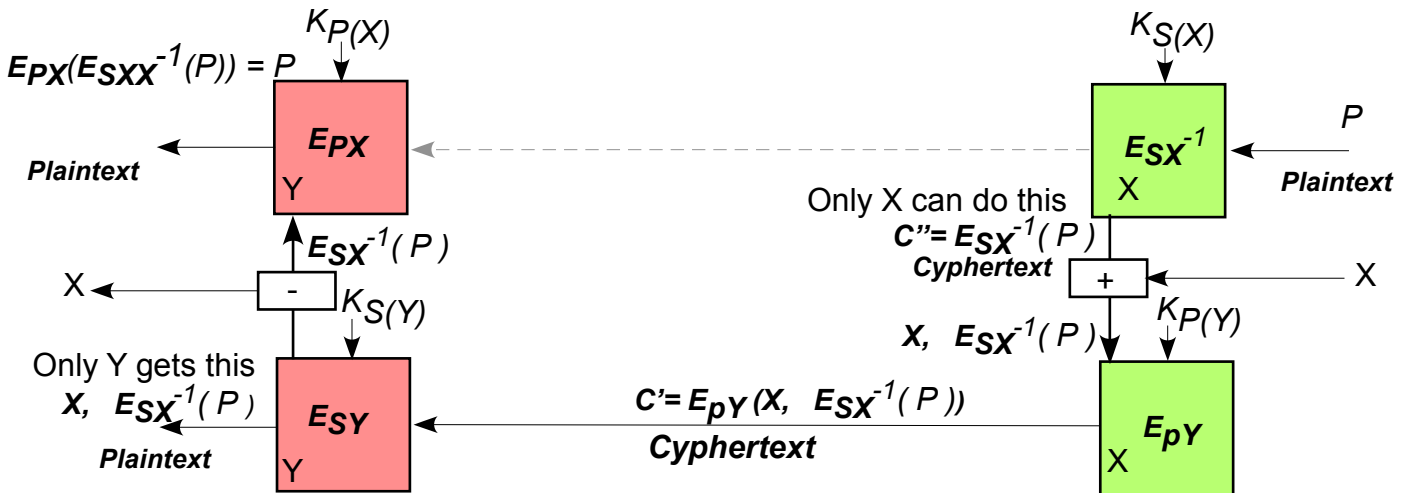 K_P(X)
K_S(X)
E_PX(E_SXX^-1(P)) = P
P
E_PX
E_SX^-1
Plaintext
Y
X
Plaintext
Only X can do this
E_SX^-1( P )
C’’= E_SX^-1( P )
Cyphertext
X
-
+
X
K_S(Y)
K_P(Y)
X, E_SX^-1( P )
Only Y gets this
X, E_SX^-1( P )
E_SY
C’= E_pY(X, E_SX^-1( P ))
E_pY
Plaintext
Y
Cyphertext
X